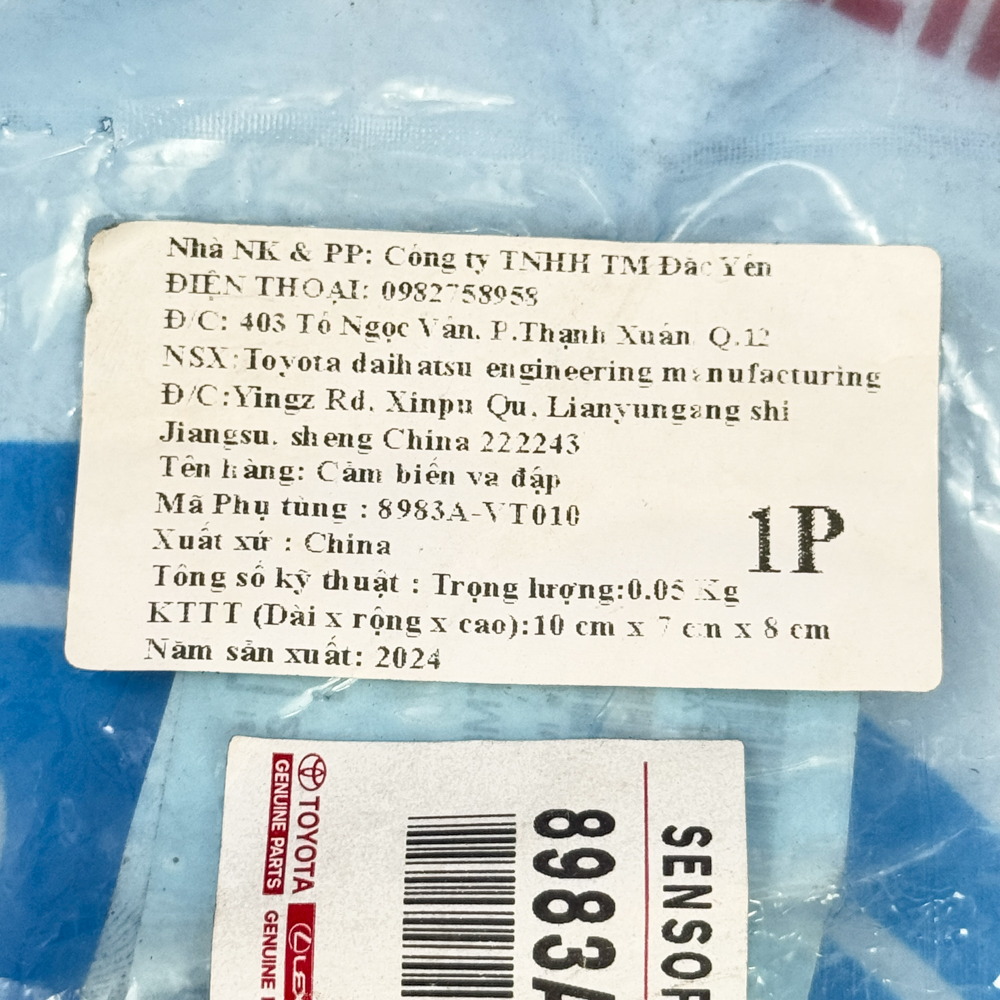 Nhà NK & PP: Công ty TNHH TM Đăc Yên
ĐIỆN THOẠI: 0982758958
Đ/C: 403 Tô Ngọc Vân. P.Thạnh Xuân. Q.12
NSX:Toyota daihatsu engineering manufacturing
Đ/C:Yingz Rd. Xinpu Qu. Lianyungang shi
Jiangsu. sheng China 222243
Tên hàng: Cảm biến va đập
Mã Phụ tùng : 8983A-VT010
Xuất xứ : China
1P
Tông số kỹ thuật : Trọng lượng:0.05 Kg
KTTT (Dài x rộng x cao):10 cm x 7 cm x 8 cm
Năm sản xuất: 2024
SENSOR
8983A
TOYOTA
GENUINE PARTS
GENUINE